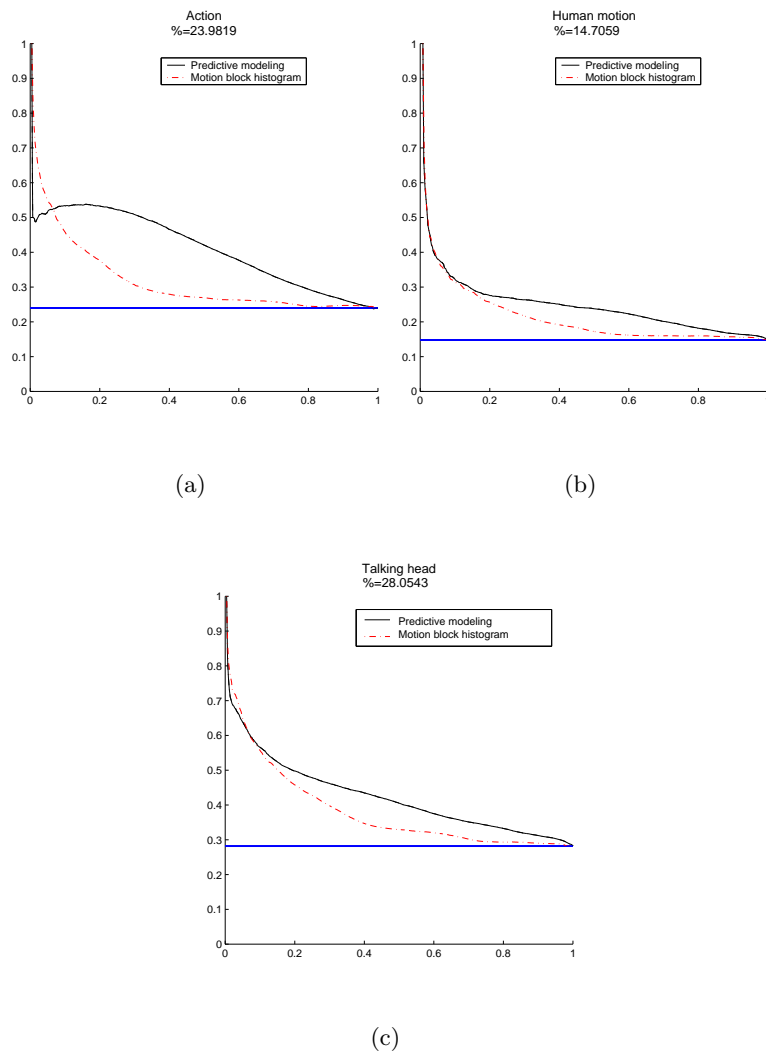 Action
%=23.9819
1
0.9
0.8
0.7
0.6
0.5
0.4
0.3
0.2
0.1
0
0 0.2 0.4 0.6 0.8 1
Predictive modeling
Motion block histogram
(a)
Human motion
%=14.7059
1
0.9
0.8
0.7
0.6
0.5
0.4
0.3
0.2
0.1
0
0 0.2 0.4 0.6 0.8
Predictive modeling
Motion block histogram
(b)
Talking head
%=28.0543
1
0.9
0.8
0.7
0.6
0.5
0.4
0.3
0.2
0.1
0
0 0.2 0.4 0.6 0.8 1
Predictive modeling
Motion block histogram
(c)